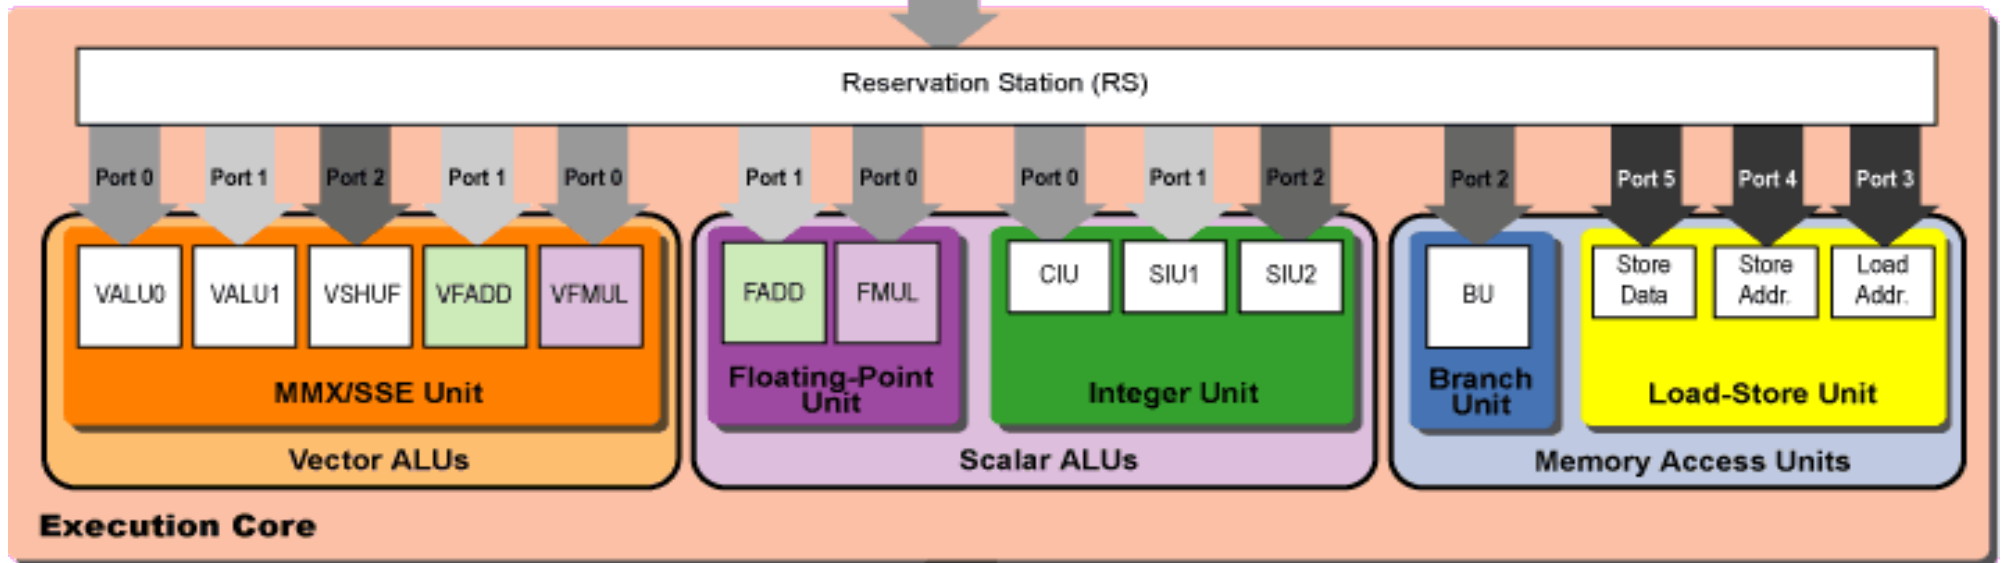 Reservation Station (RS)
Port 0 Port 1 Port 2 Port 1 Port 0 Port 1 Port 0 Port 0 Port 1 Port 2 Port 2 Port 5 Port 4 Port 3
VALU0 VALU1 VSHUF VFADD VFMUL
MMX/SSE Unit
Vector ALUs
FADD FMUL
Floating-Point
Unit
CIU SIU1 SIU2
Integer Unit
Scalar ALUs
BU
Branch
Unit
Store
Data
Store
Addr.
Load
Addr.
Load-Store Unit
Memory Access Units
Execution Core